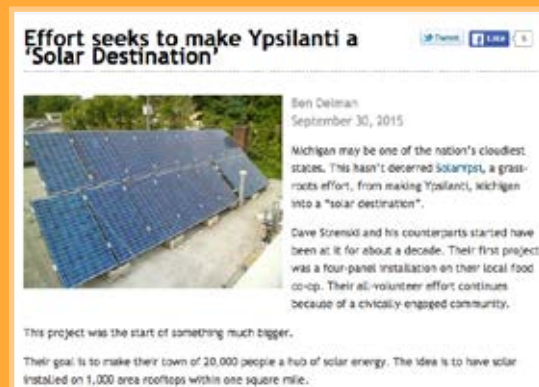 Effort seeks to make Ypsilanti a
'Solar Destination'
Tweet
Like
6
Ben Delman
September 30, 2015
Michigan may be one of the nation's cloudiest
states. This hasn't deterred SolarYpsi, a grass-
roots effort, from making Ypsilanti, Michigan
into a "solar destination".
Dave Strenski and his counterparts started have
been at it for about a decade. Their first project
was a four-panel installation on their local food
co-op. Their all-volunteer effort continues
because of a civically-engaged community.
This project was the start of something much bigger.
Their goal is to make their town of 20,000 people a hub of solar energy. The idea is to have solar
installed on 1,000 area rooftops within one square mile.